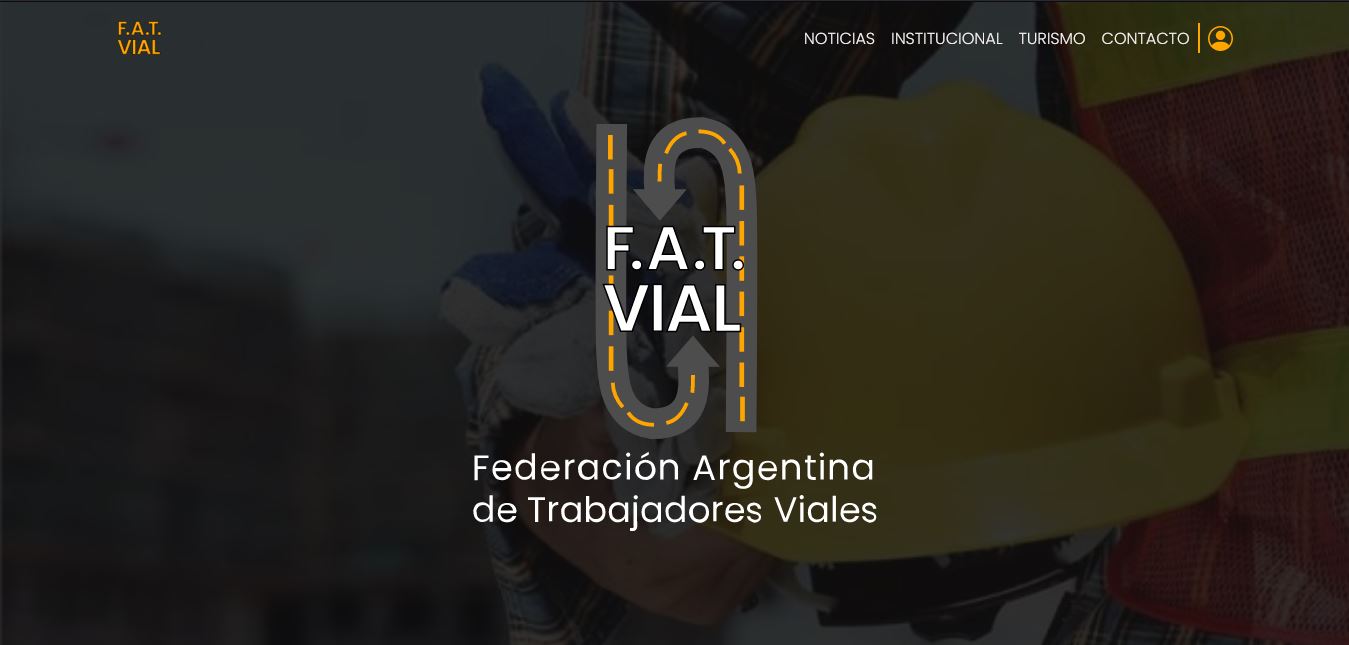 F.A.T.
VIAL
NOTICIAS INSTITUCIONAL TURISMO CONTACTO
F.A.T.
VIAL
Federación Argentina
de Trabajadores Viales